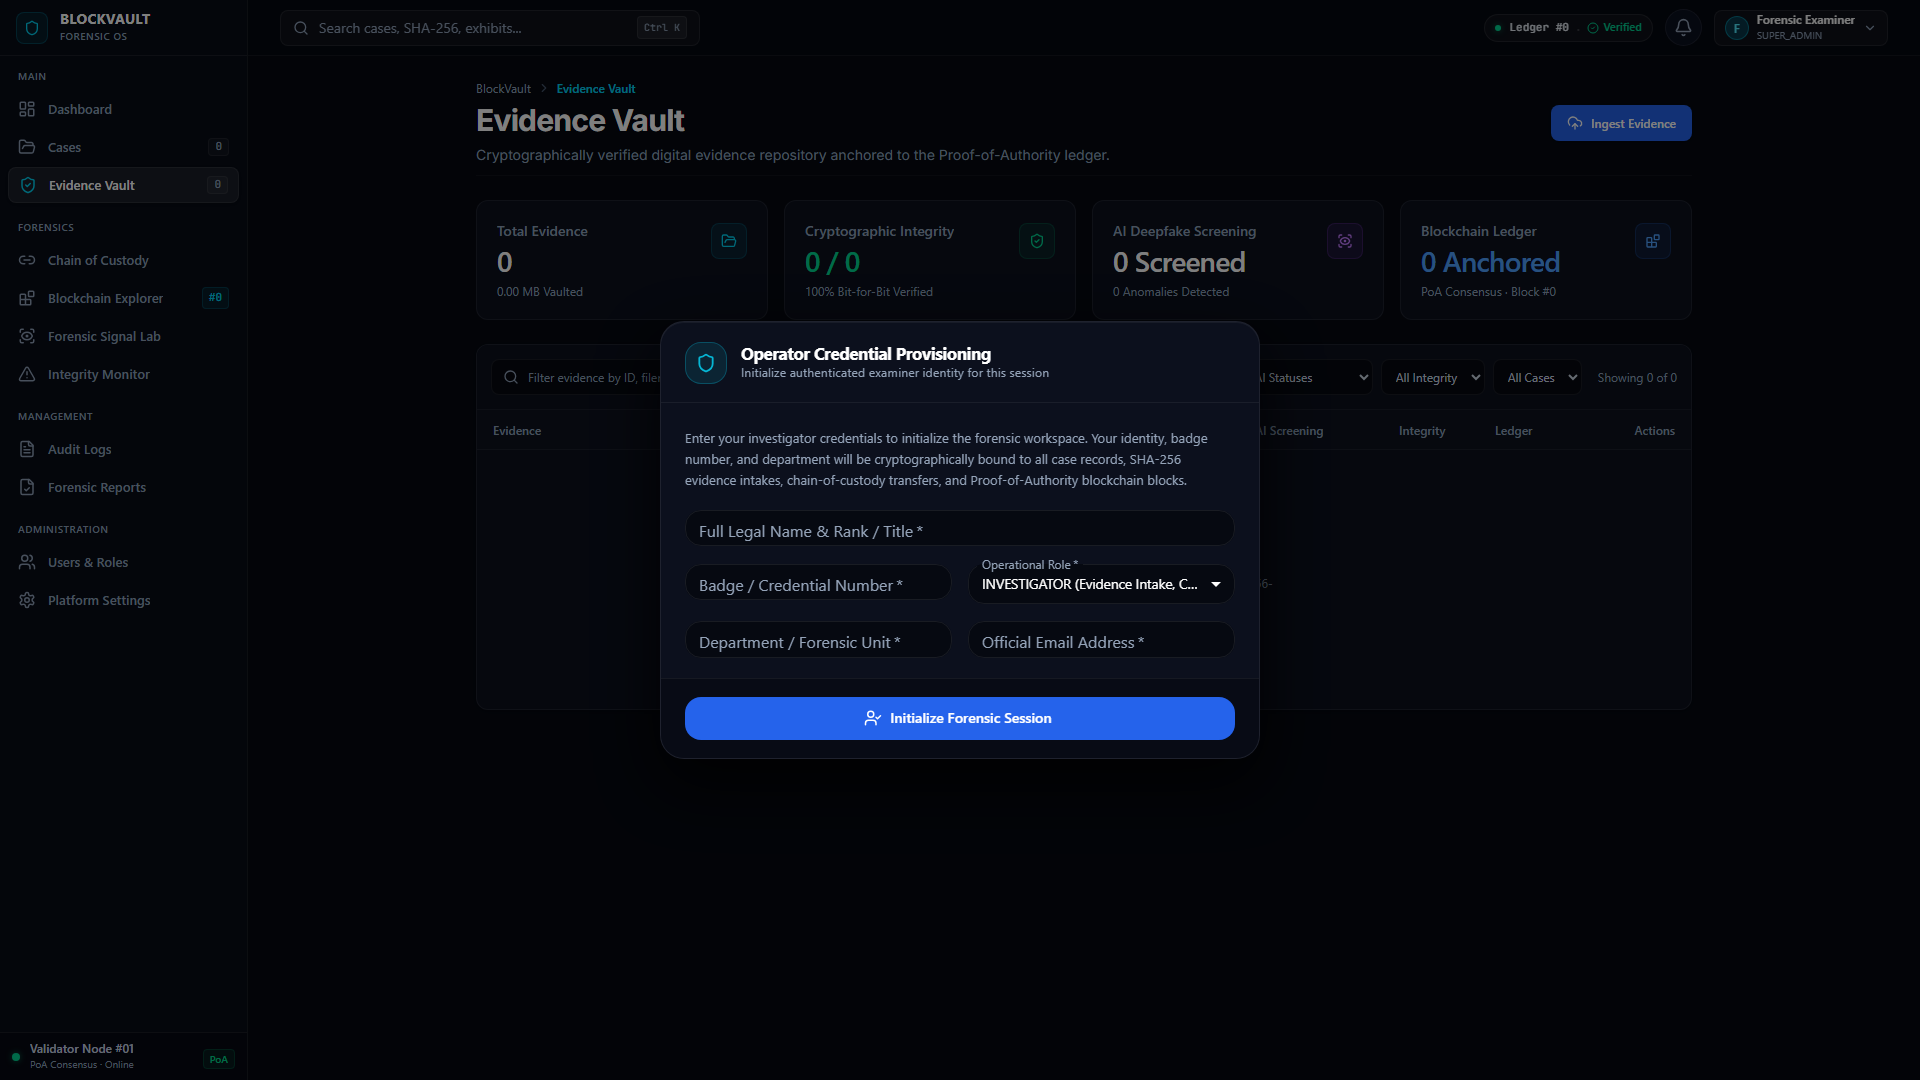 BLOCKVAULT
FORENSIC OS
Search cases, SHA-256, exhibits...
Ctrl K
Ledger #0 · Verified
F
Forensic Examiner
SUPER_ADMIN
MAIN
Dashboard
Cases 0
Evidence Vault 0
FORENSICS
Chain of Custody
Blockchain Explorer #0
Forensic Signal Lab
Integrity Monitor
MANAGEMENT
Audit Logs
Forensic Reports
ADMINISTRATION
Users & Roles
Platform Settings
Validator Node #01
PoA Consensus · Online
PoA
BlockVault > Evidence Vault
Evidence Vault
Cryptographically verified digital evidence repository anchored to the Proof-of-Authority ledger.
Ingest Evidence
Total Evidence
0
0.00 MB Vaulted
Cryptographic Integrity
0 / 0
100% Bit-for-Bit Verified
AI Deepfake Screening
0 Screened
0 Anomalies Detected
Blockchain Ledger
0 Anchored
PoA Consensus · Block #0
Filter evidence by ID,
Statuses
All Integrity
All Cases
Showing 0 of 0
Evidence
Screening
Integrity
Ledger
Actions
Operator Credential Provisioning
Initialize authenticated examiner identity for this session
Enter your investigator credentials to initialize the forensic workspace. Your identity, badge
number, and department will be cryptographically bound to all case records, SHA-256
evidence intakes, chain-of-custody transfers, and Proof-of-Authority blockchain blocks.
Full Legal Name & Rank / Title *
Badge / Credential Number *
Operational Role *
INVESTIGATOR (Evidence Intake, C...
Department / Forensic Unit *
Official Email Address *
Initialize Forensic Session